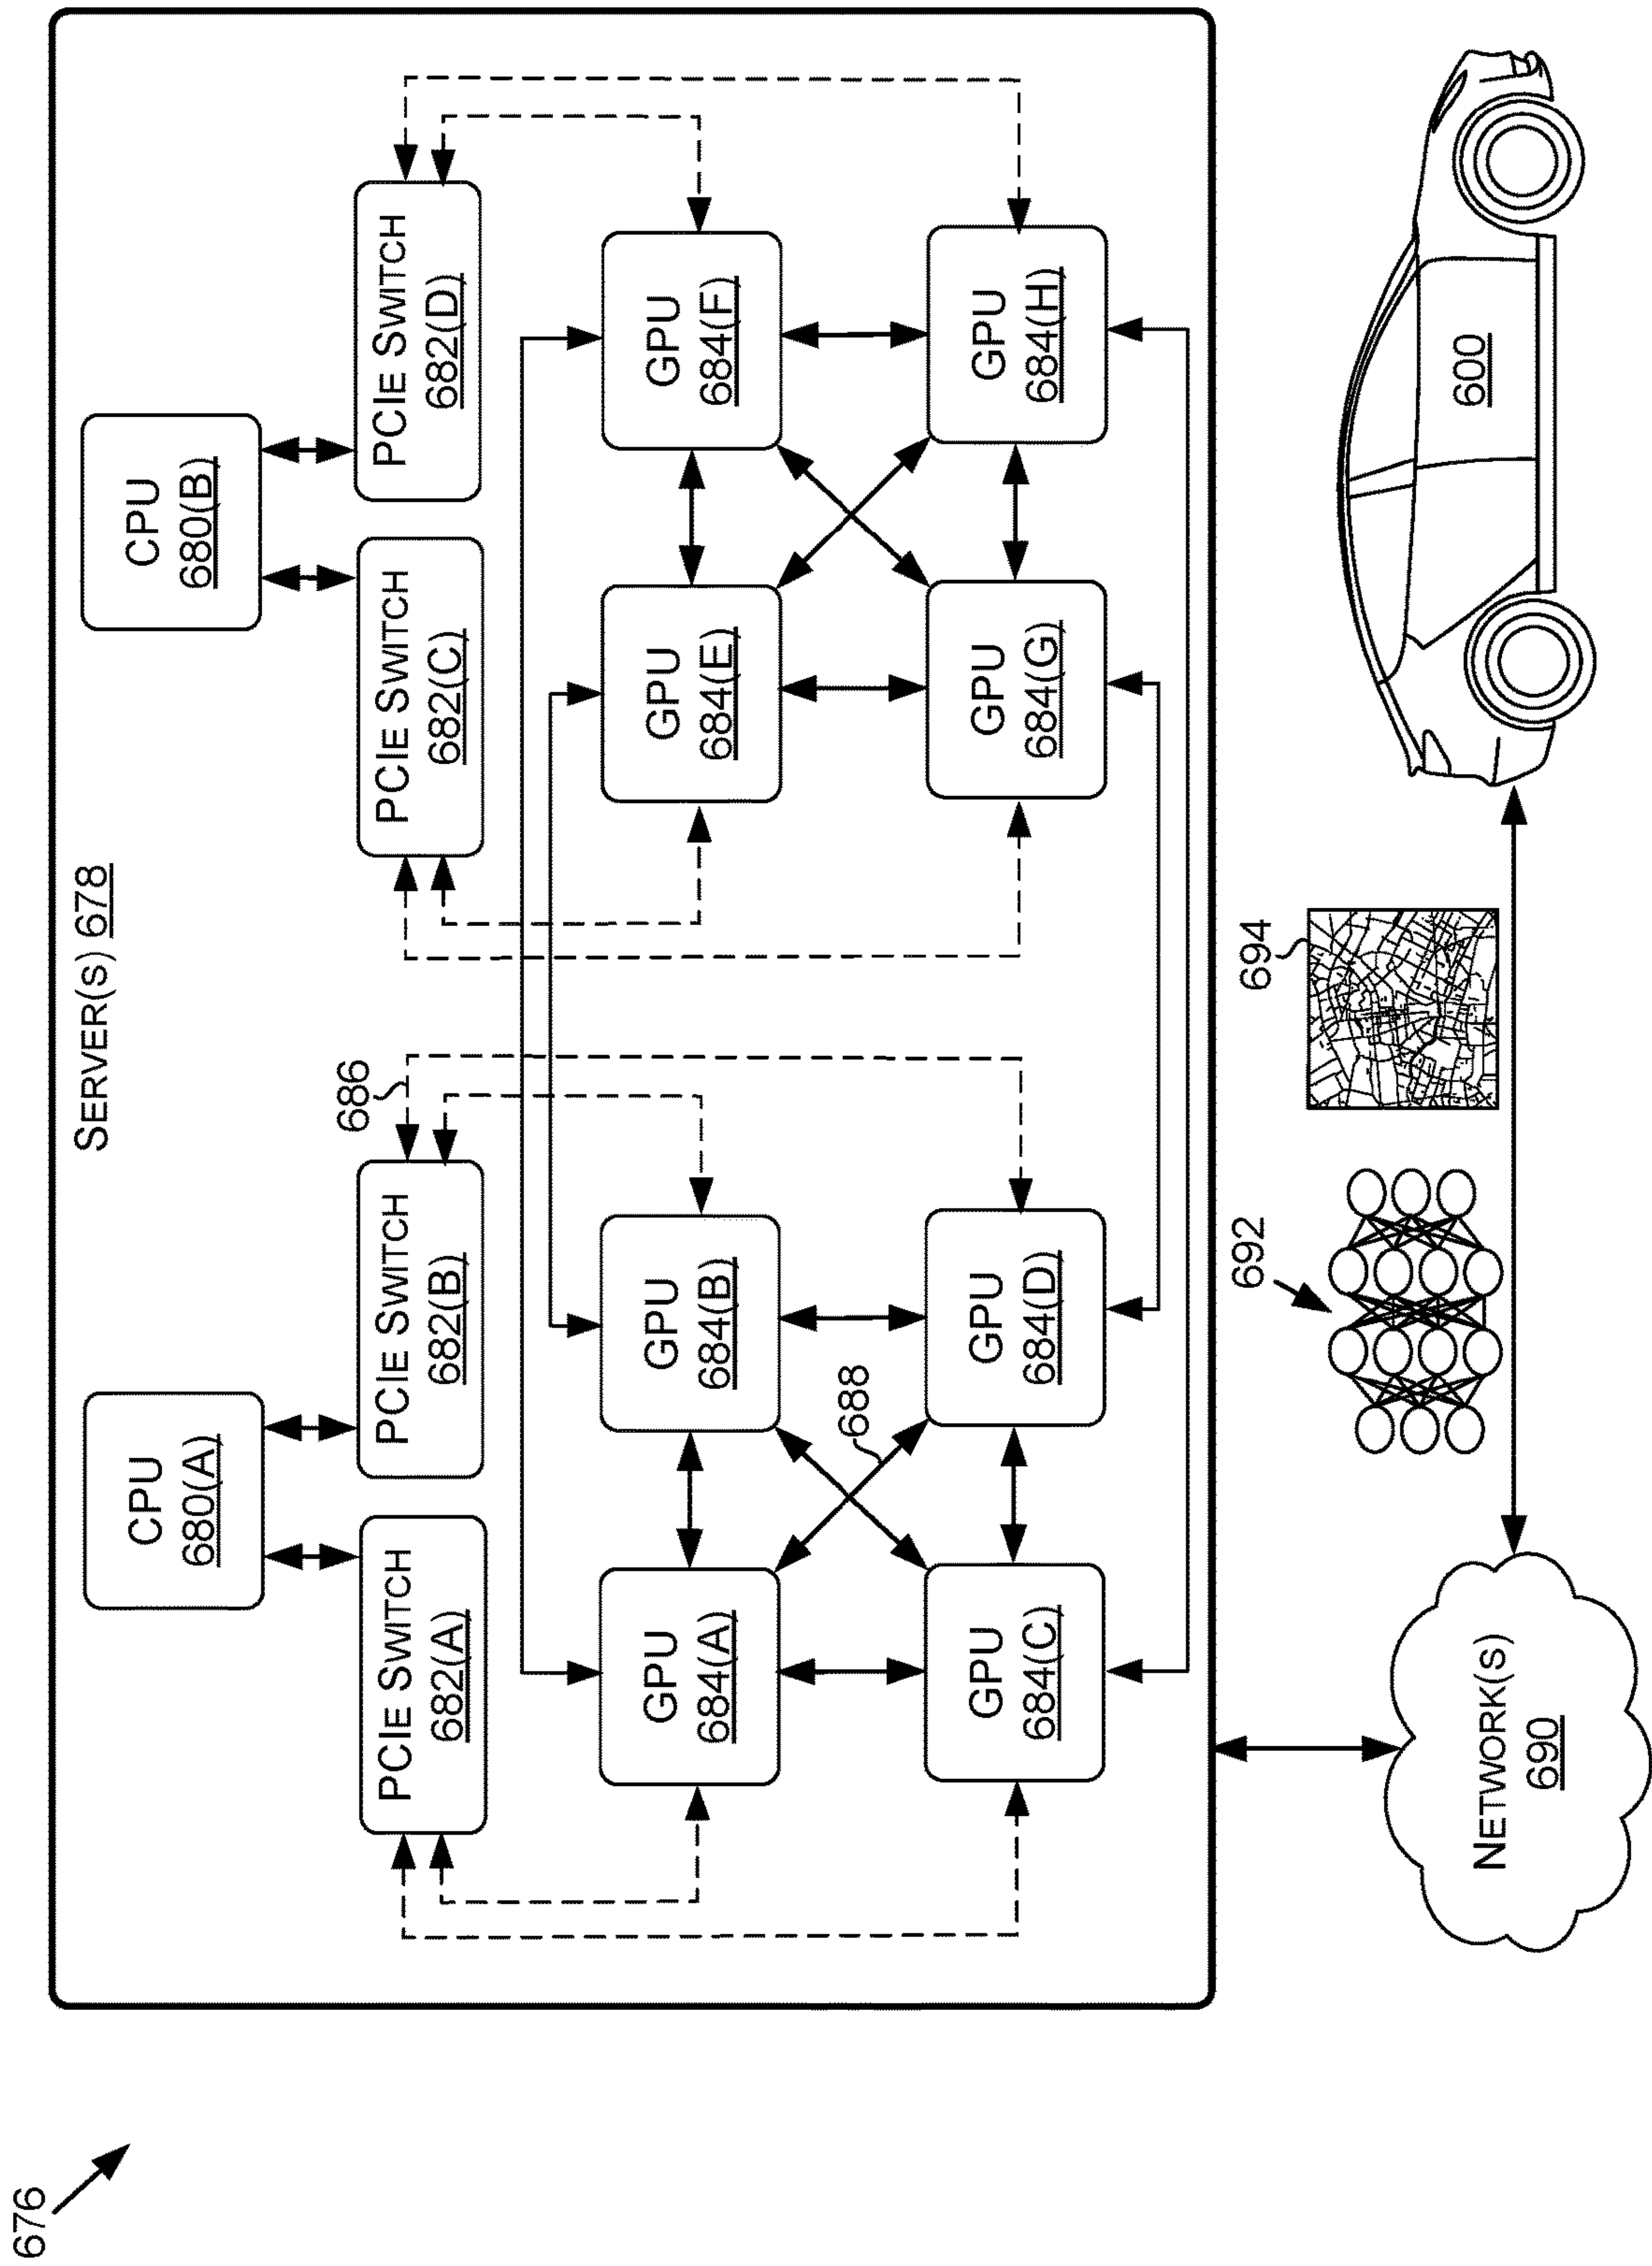 676
SERVER(S) 678
CPU
680(A)
CPU
680(B)
PCIE SWITCH
682(A)
PCIE SWITCH
682(B)
686
PCIE SWITCH
682(C)
PCIE SWITCH
682(D)
GPU
684(A)
GPU
684(B)
GPU
684(E)
GPU
684(F)
688
GPU
684(C)
GPU
684(D)
GPU
684(G)
GPU
684(H)
692
694
NETWORK(S)
690
600